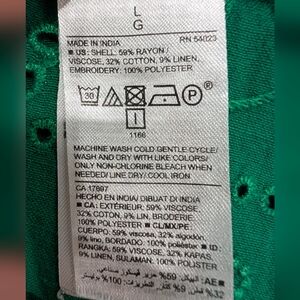 L
G
MADE IN INDIA RN 54023
■ US: SHELL: 59% RAYON/
VISCOSE, 32% COTTON, 9% LINEN,
EMBROIDERY: 100% POLYESTER
30
P
I
1166
MACHINE WASH COLD GENTLE CYCLE/
WASH AND DRY WITH LIKE COLORS/
ONLY NON-CHLORINE BLEACH WHEN
NEEDED/ LINE DRY/ COOL IRON
CA 17897
HECHO EN INDIA/ DIBUAT DI INDIA
■ CA: EXTÉRIEUR: 59% VISCOSE,
32% COTON, 9% LIN, BRODERIE:
100% POLYESTER ■ CL/MX/PE:
CUERPO: 59% viscosa, 32% algodón,
9% lino, BORDADO: 100% poliéster ■ ID:
RANGKA: 59% VISCOSE, 32% KAPAS,
9% LINEN, SULAMAN: 100% POLIESTER